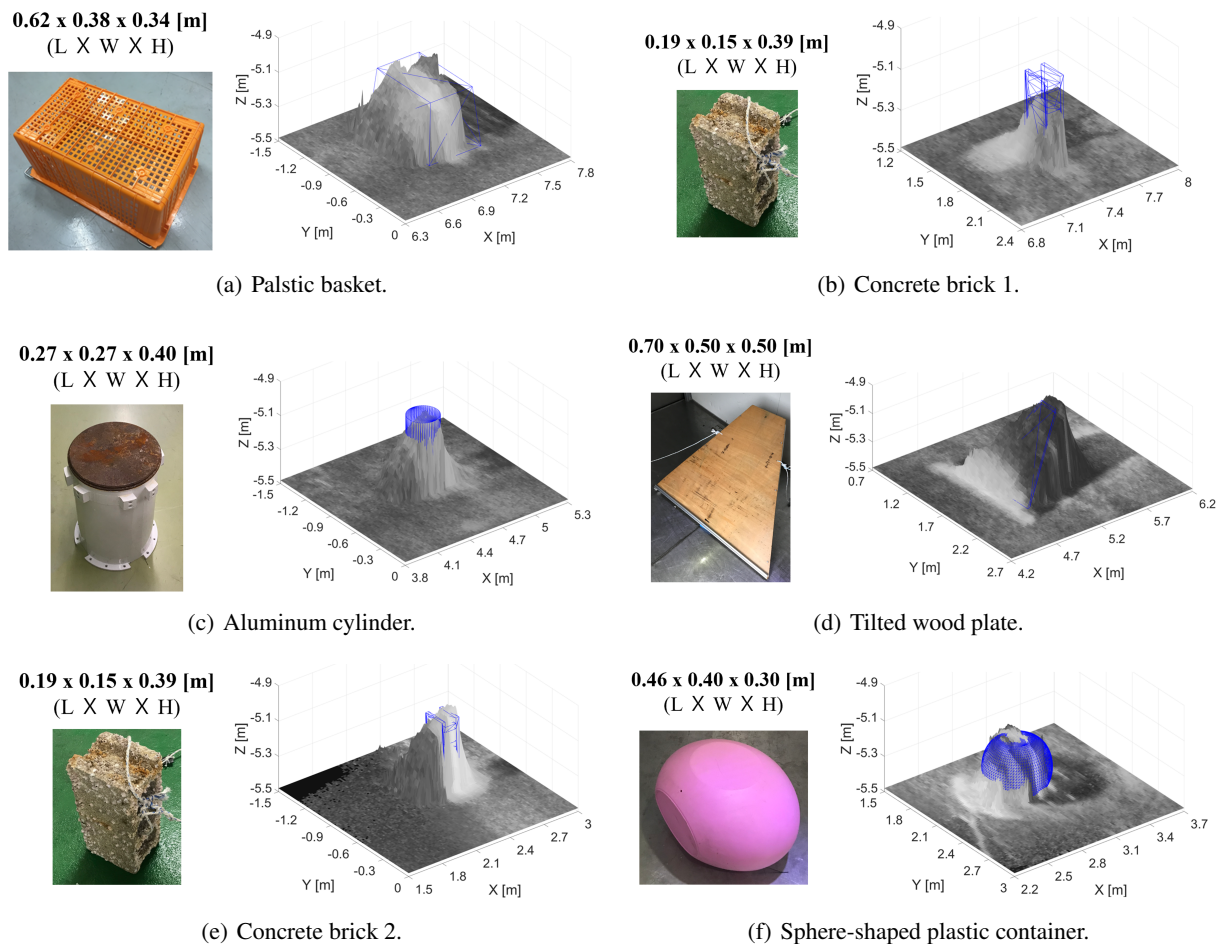 0.62 x 0.38 x 0.34 [m]
(L X W X H)
-4.9
-5.1
-5.3
-5.5
Z [m]
-1.5
-1.2
-0.9
-0.6
-0.3
0
Y [m]
6.3
6.6
6.9
7.2
7.5
7.8
X [m]
(a) Palstic basket.
0.19 x 0.15 x 0.39 [m]
(L X W X H)
-4.9
-5.1
-5.3
-5.5
Z [m]
1.2
1.5
1.8
2.1
2.4
Y [m]
6.8
7.1
7.4
7.7
8
X [m]
(b) Concrete brick 1.
0.27 x 0.27 x 0.40 [m]
(L X W X H)
-4.9
-5.1
-5.3
-5.5
Z [m]
-1.5
-1.2
-0.9
-0.6
-0.3
0
Y [m]
3.8
4.1
4.4
4.7
5
5.3
X [m]
(c) Aluminum cylinder.
0.70 x 0.50 x 0.50 [m]
(L X W X H)
-4.9
-5.1
-5.3
-5.5
Z [m]
0.7
1.2
1.7
2.2
2.7
Y [m]
4.2
4.7
5.2
5.7
6.2
X [m]
(d) Tilted wood plate.
0.19 x 0.15 x 0.39 [m]
(L X W X H)
-4.9
-5.1
-5.3
-5.5
Z [m]
-1.5
-1.2
-0.9
-0.6
-0.3
0
Y [m]
1.5
1.8
2.1
2.4
2.7
3
X [m]
(e) Concrete brick 2.
0.46 x 0.40 x 0.30 [m]
(L X W X H)
-4.9
-5.1
-5.3
-5.5
Z [m]
1.5
1.8
2.1
2.4
2.7
3
Y [m]
2.2
2.5
2.8
3.1
3.4
3.7
X [m]
(f) Sphere-shaped plastic container.